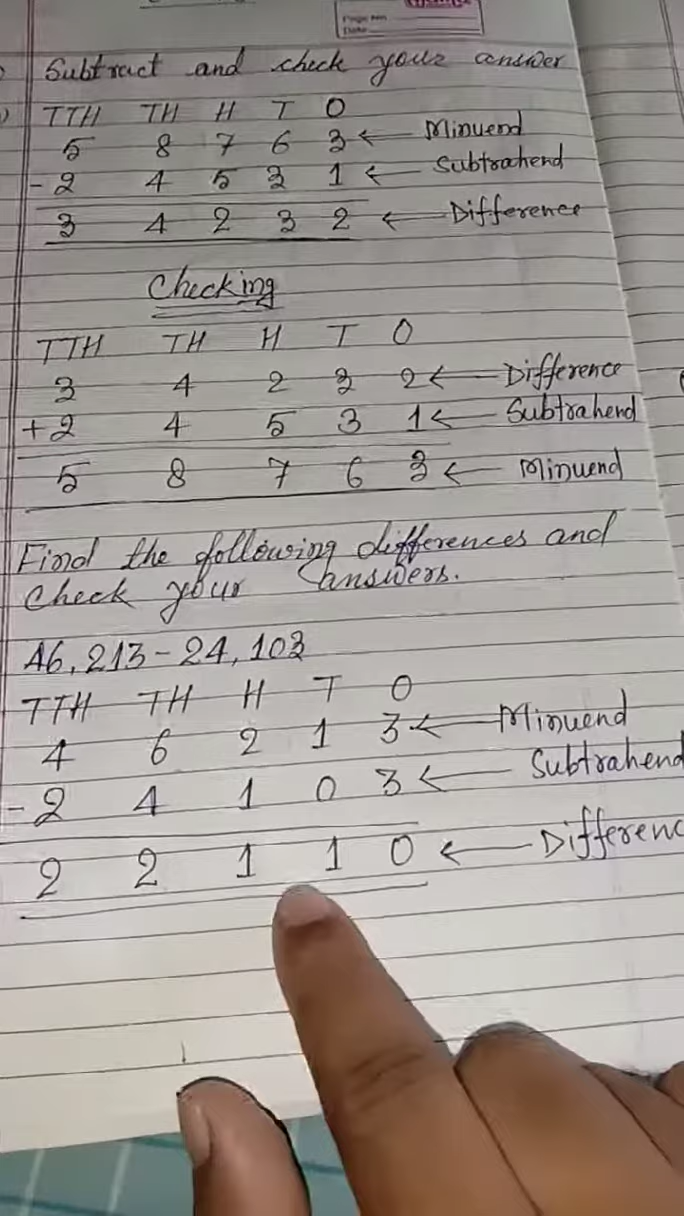 Page No.
Date
Subtract and check your answer
TTH TH H T O
5 8 7 6 3 ← Minuend
- 2 4 5 3 1 ← Subtrahend
3 4 2 3 2 ← Difference
Checking
TTH TH H T O
3 4 2 3 2 ← Difference
+ 2 4 5 3 1 ← Subtrahend
5 8 7 6 3 ← Minuend
Find the following differences and
check your answers.
46,213 - 24,103
TTH TH H T O
4 6 2 1 3 ← Minuend
- 2 4 1 0 3 ← Subtrahend
2 2 1 1 0 ← Differenc